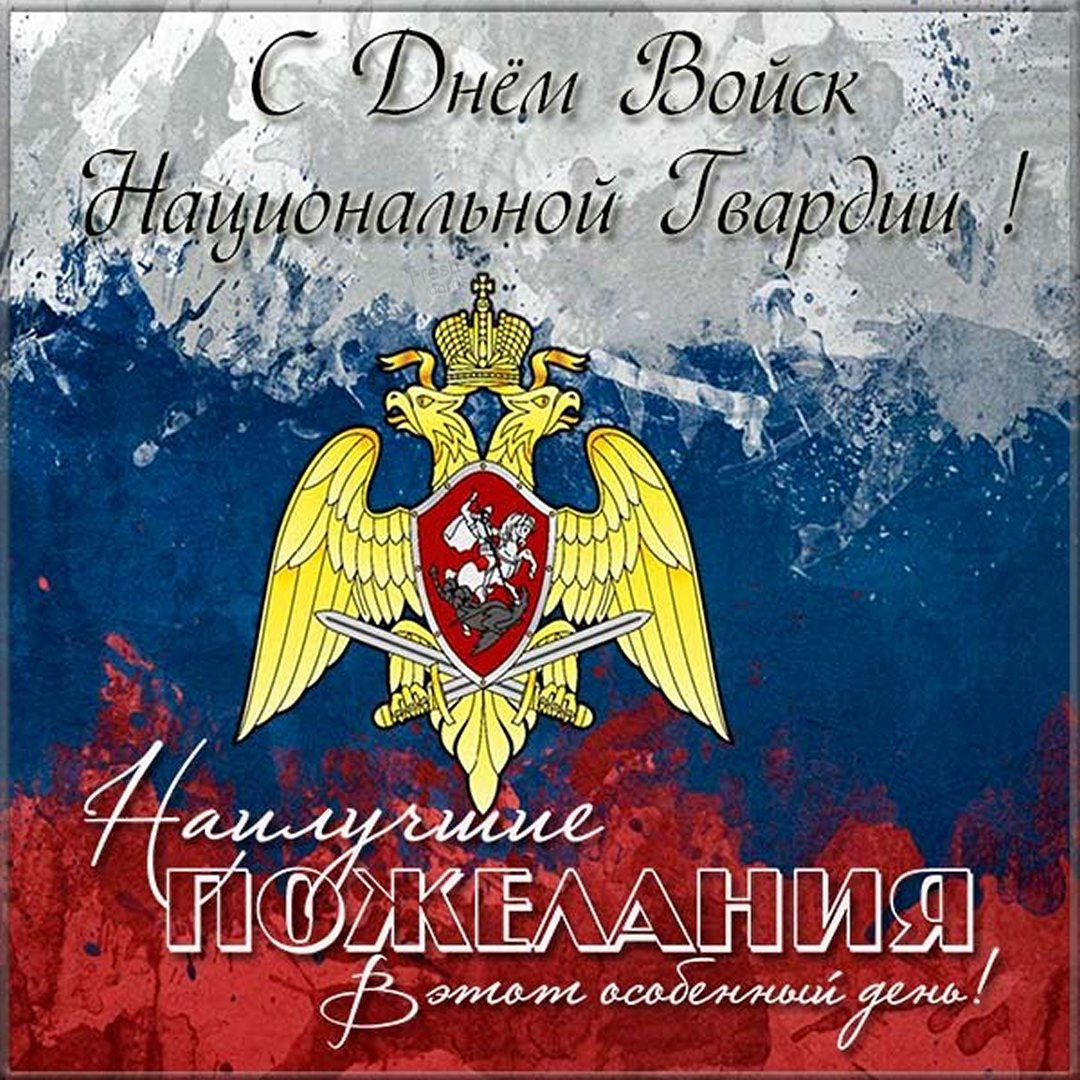 С Днём Войск
Национальной Гвардии !
Наилучшие
ПОЖЕЛАНИЯ
В этот особенный день!